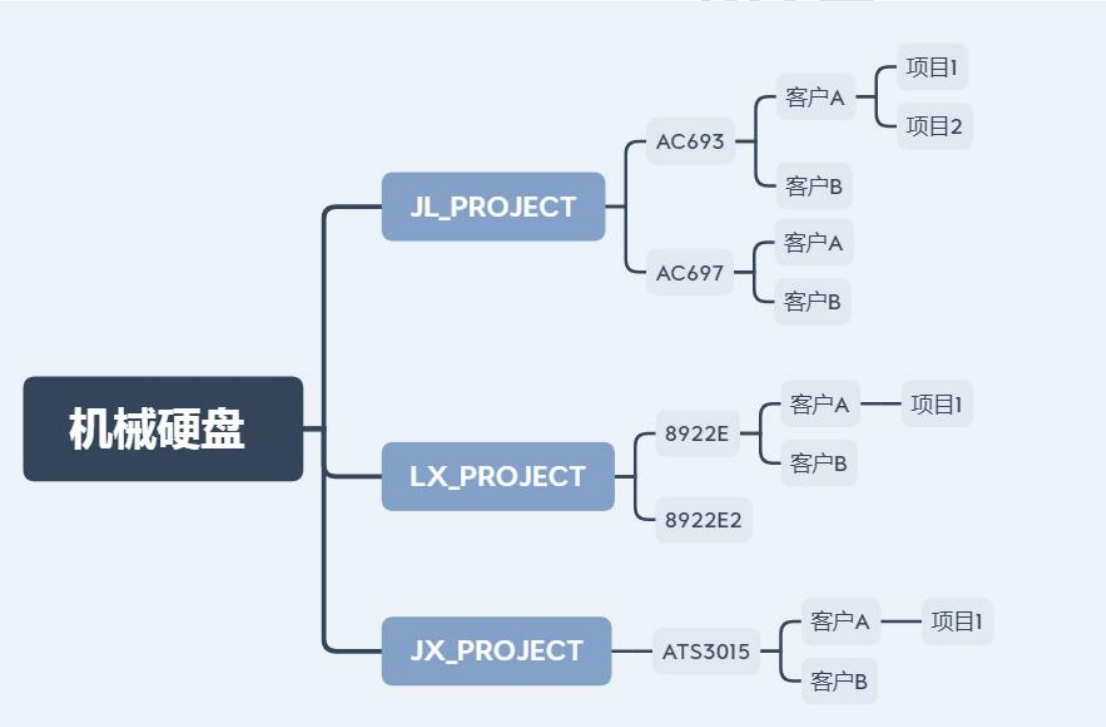 机械硬盘
JL_PROJECT
AC693
客户A
项目1
项目2
客户B
AC697
客户A
客户B
LX_PROJECT
8922E
客户A
项目1
客户B
8922E2
JX_PROJECT
ATS3015
客户A
项目1
客户B